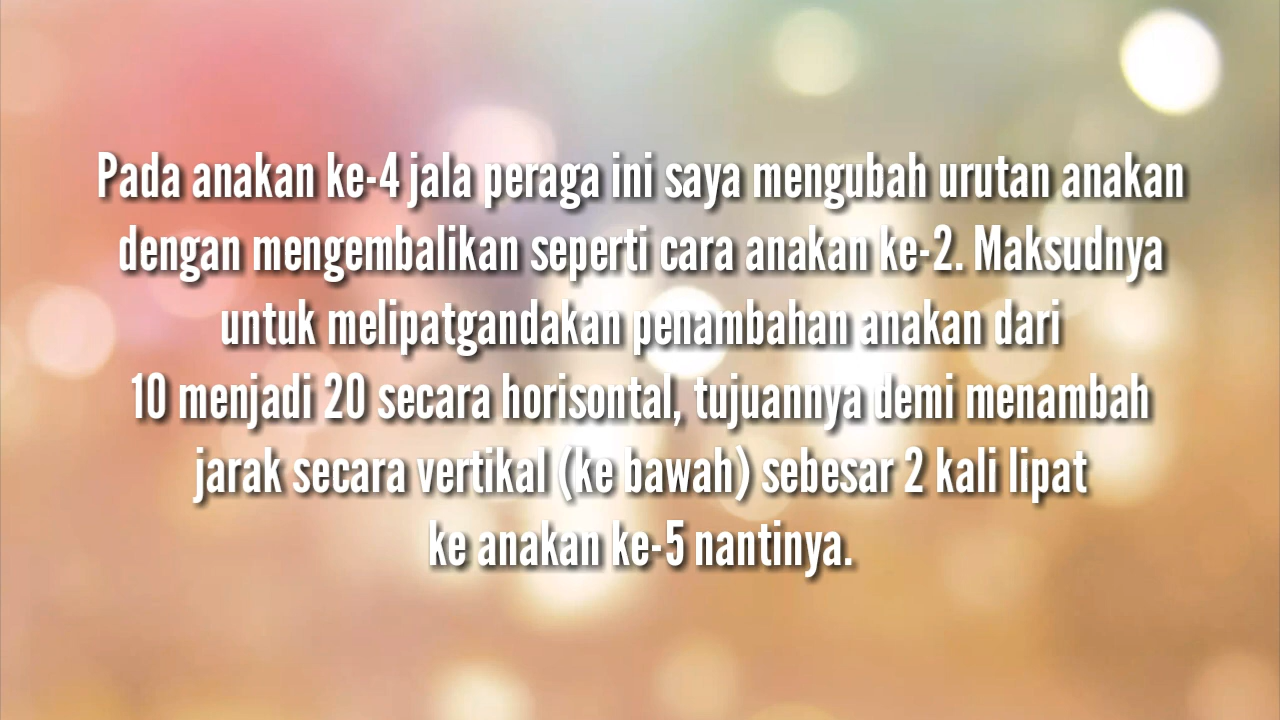 Pada anakan ke-4 jala peraga ini saya mengubah urutan anakan
dengan mengembalikan seperti cara anakan ke-2. Maksudnya
untuk melipatgandakan penambahan anakan dari
10 menjadi 20 secara horisontal, tujuannya demi menambah
jarak secara vertikal (ke bawah) sebesar 2 kali lipat
ke anakan ke-5 nantinya.